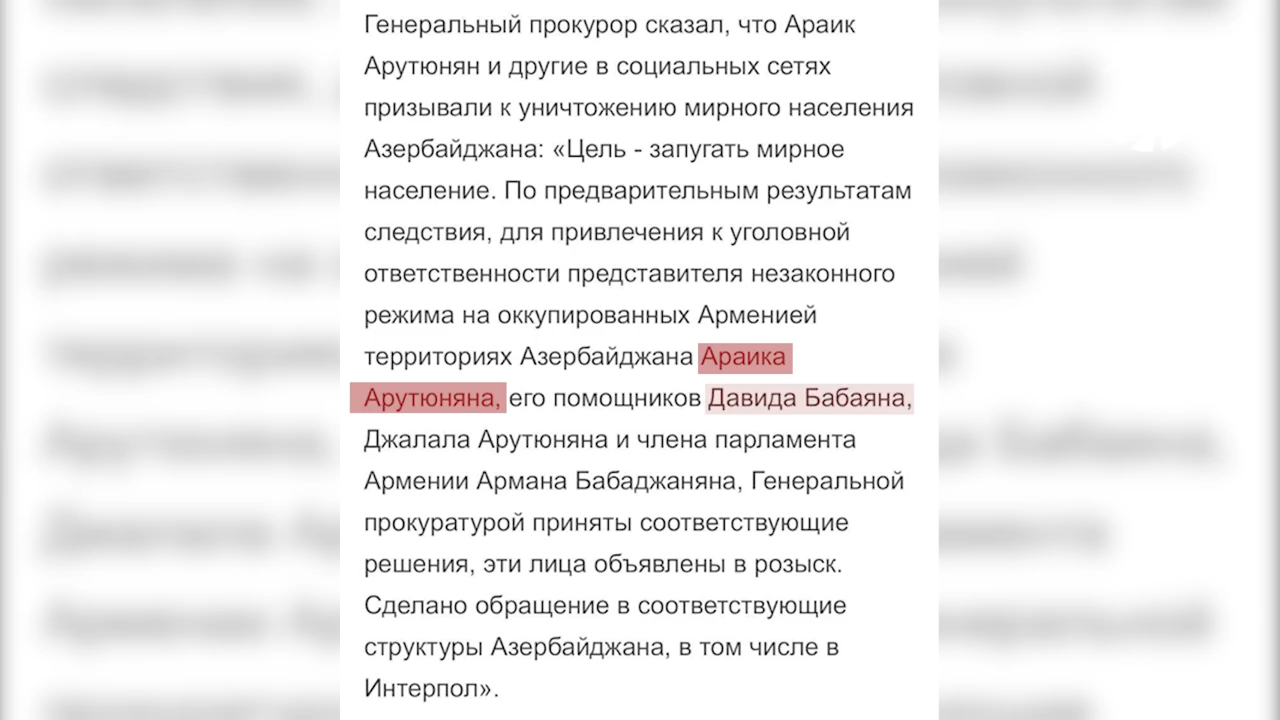 Генеральный прокурор сказал, что Араик
Арутюнян и другие в социальных сетях
призывали к уничтожению мирного населения
Азербайджана: «Цель - запугать мирное
население. По предварительным результатам
следствия, для привлечения к уголовной
ответственности представителя незаконного
режима на оккупированных Арменией
территориях Азербайджана Араика
Арутюняна, его помощников Давида Бабаяна,
Джалала Арутюняна и члена парламента
Армении Армана Бабаджаняна, Генеральной
прокуратурой приняты соответствующие
решения, эти лица объявлены в розыск.
Сделано обращение в соответствующие
структуры Азербайджана, в том числе в
Интерпол».